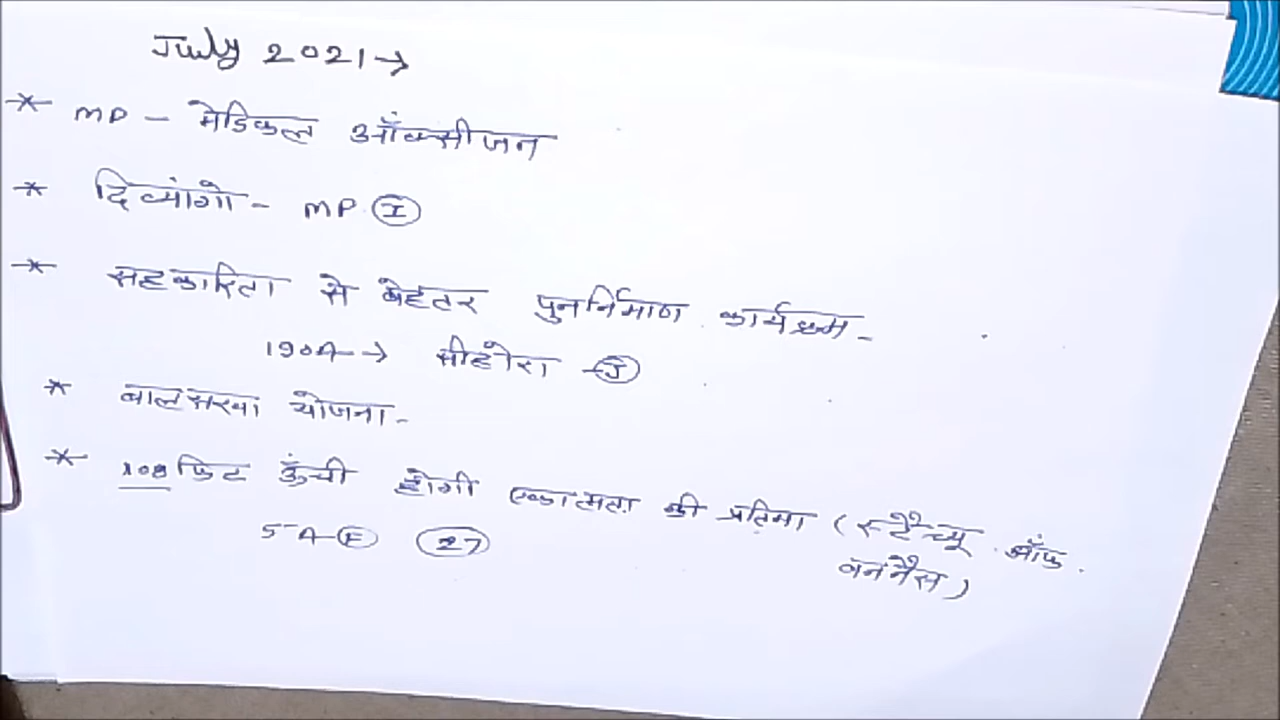 July 2021→
* MP – मेडिकल ऑक्सीजन
* दिव्यांगो - MP. I
* सहकारिता से बेहतर पुनर्निमाण कार्यक्रम -
1904 → सीहोरा - J
* बालसखा योजना -
* 108 फिट ऊँची होगी एकात्मता की प्रतिमा ( स्टैच्यू ऑफ
वननैस )
5 A - E 27